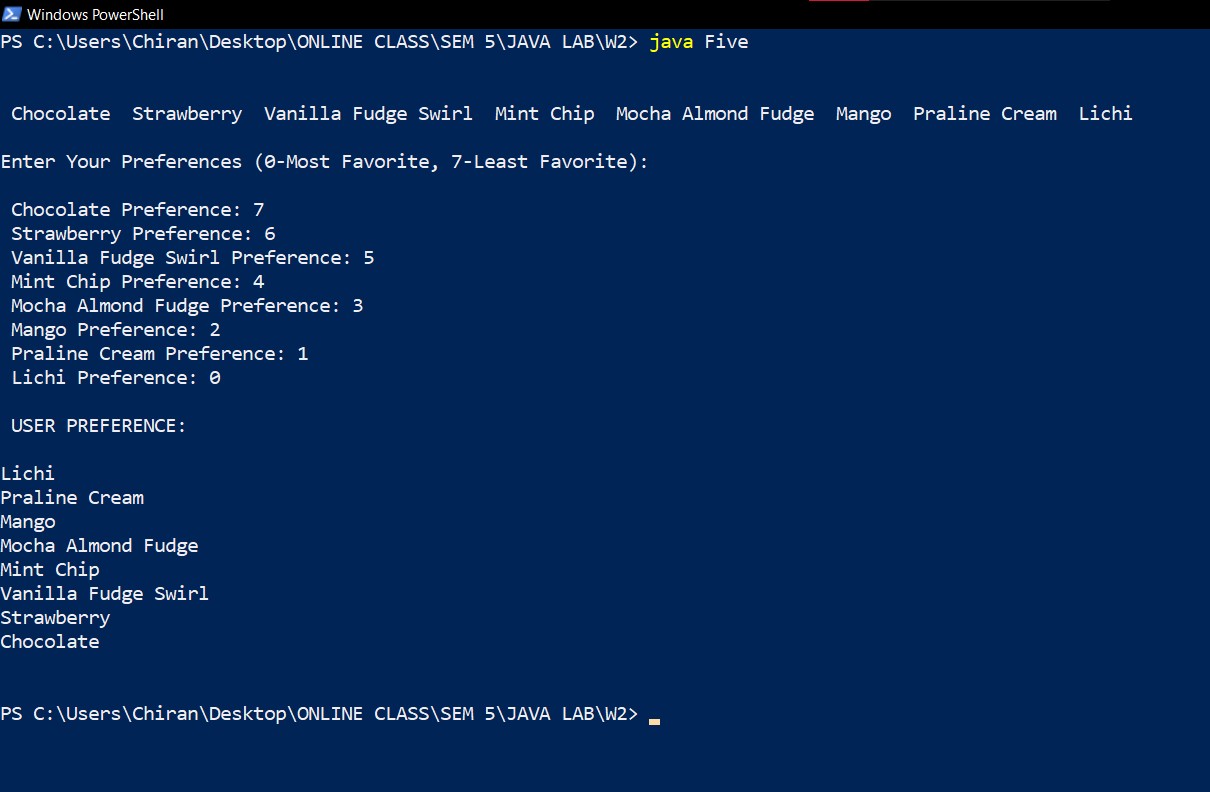 Windows PowerShell
PS C:\Users\Chiran\Desktop\ONLINE CLASS\SEM 5\JAVA LAB\W2> java Five
Chocolate  Strawberry  Vanilla Fudge Swirl  Mint Chip  Mocha Almond Fudge  Mango  Praline Cream  Lichi
Enter Your Preferences (0-Most Favorite, 7-Least Favorite):
Chocolate Preference: 7
Strawberry Preference: 6
Vanilla Fudge Swirl Preference: 5
Mint Chip Preference: 4
Mocha Almond Fudge Preference: 3
Mango Preference: 2
Praline Cream Preference: 1
Lichi Preference: 0
USER PREFERENCE:
Lichi
Praline Cream
Mango
Mocha Almond Fudge
Mint Chip
Vanilla Fudge Swirl
Strawberry
Chocolate
PS C:\Users\Chiran\Desktop\ONLINE CLASS\SEM 5\JAVA LAB\W2>